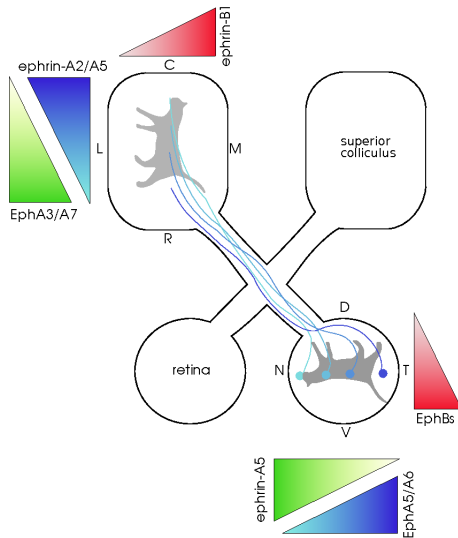 ephrin-B1
ephrin-A2/A5
C
L
M
superior
colliculus
EphA3/A7
R
D
retina
N
T
EphBs
V
ephrin-A5
EphA5/A6